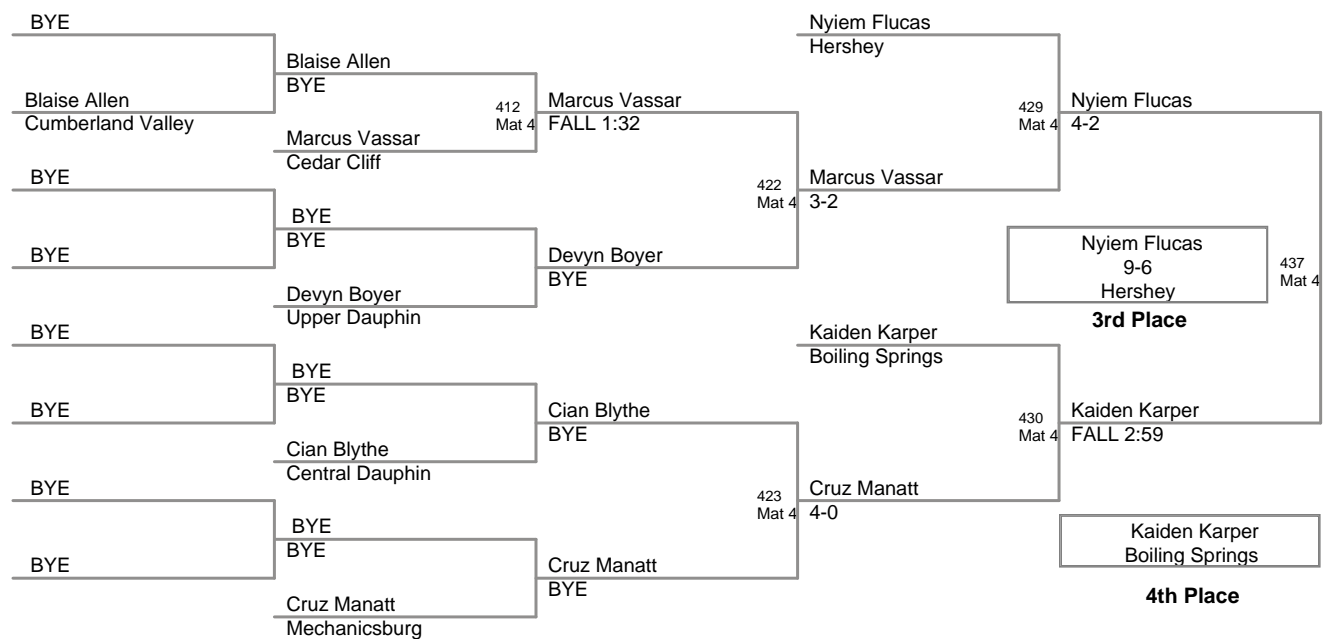 BYE
Blaise Allen
Cumberland Valley
BYE
BYE
BYE
BYE
BYE
BYE
Blaise Allen
BYE
Marcus Vassar
Cedar Cliff
BYE
BYE
Devyn Boyer
Upper Dauphin
BYE
BYE
Cian Blythe
Central Dauphin
BYE
BYE
Cruz Manatt
Mechanicsburg
412
Mat 4
Marcus Vassar
FALL 1:32
Devyn Boyer
BYE
Cian Blythe
BYE
Cruz Manatt
BYE
422
Mat 4
423
Mat 4
Nyiem Flucas
Hershey
Marcus Vassar
3-2
Kaiden Karper
Boiling Springs
Cruz Manatt
4-0
429
Mat 4
430
Mat 4
Nyiem Flucas
4-2
Kaiden Karper
FALL 2:59
437
Mat 4
Nyiem Flucas
9-6
Hershey
3rd Place
Kaiden Karper
Boiling Springs
4th Place